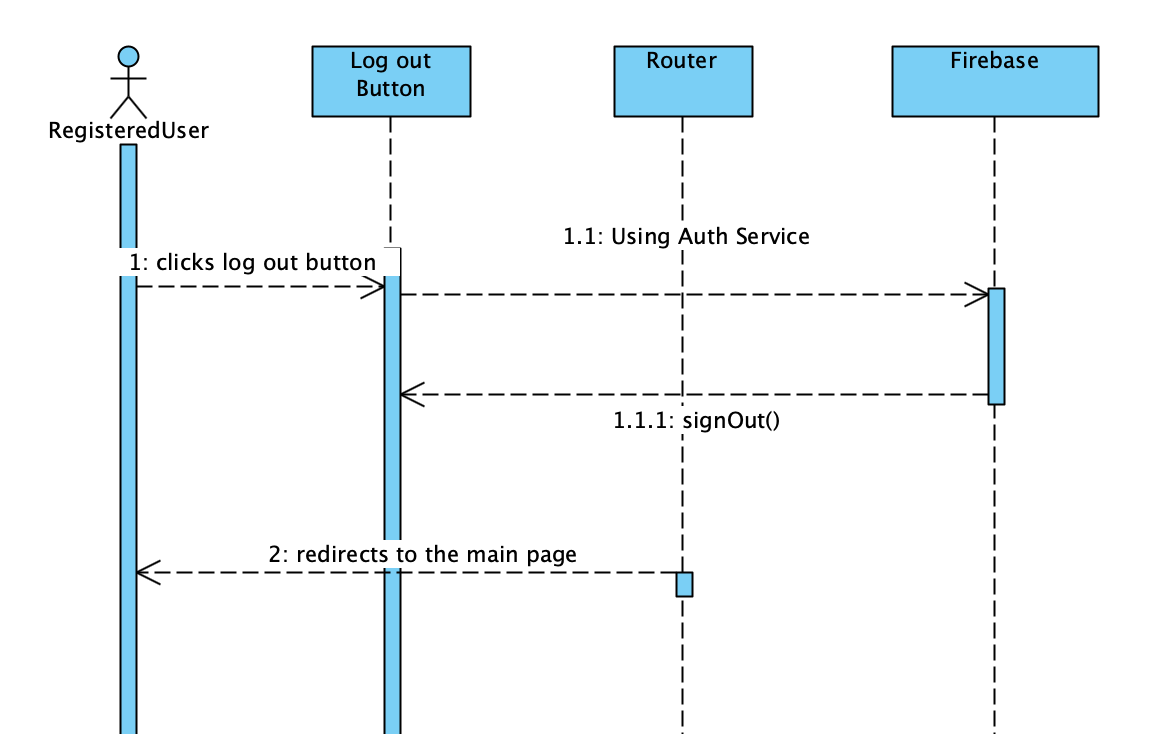 RegisteredUser
Log out
Button
Router
Firebase
1.1: Using Auth Service
1: clicks log out button
1.1.1: signOut()
2: redirects to the main page